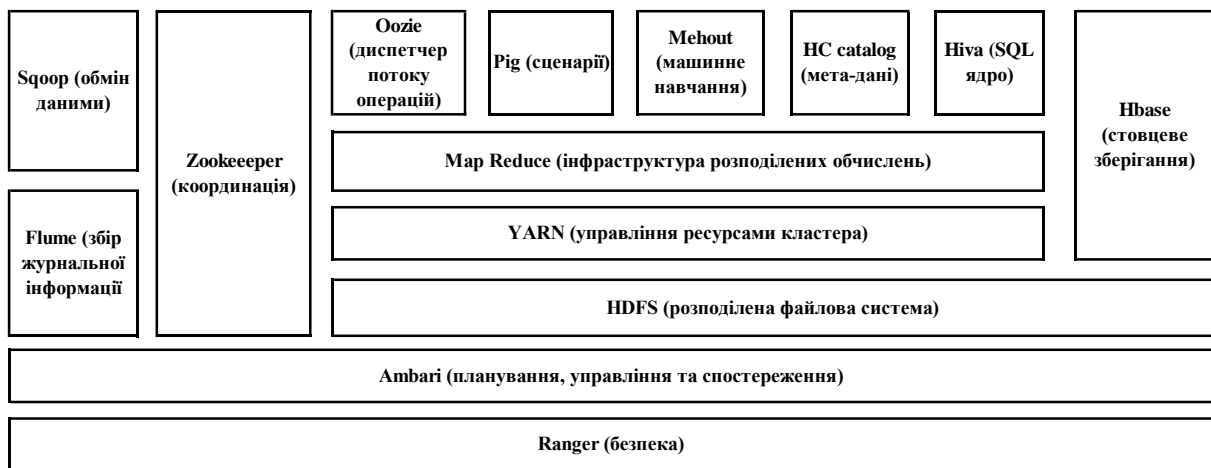 Sqoop (обмін
даними)
Flume (збір
журнальної
інформації
Zookeeeper
(координація)
Oozie
(диспетчер
потоку
операцій)
Pig (сценарії)
Mehout
(машинне
навчання)
HC catalog
(мета-дані)
Hiva (SQL
ядро)
Hbase
(стовцеве
зберігання)
Map Reduce (інфраструктура розподілених обчислень)
YARN (управління ресурсами кластера)
HDFS (розподілена файлова система)
Ambari (планування, управління та спостереження)
Ranger (безпека)